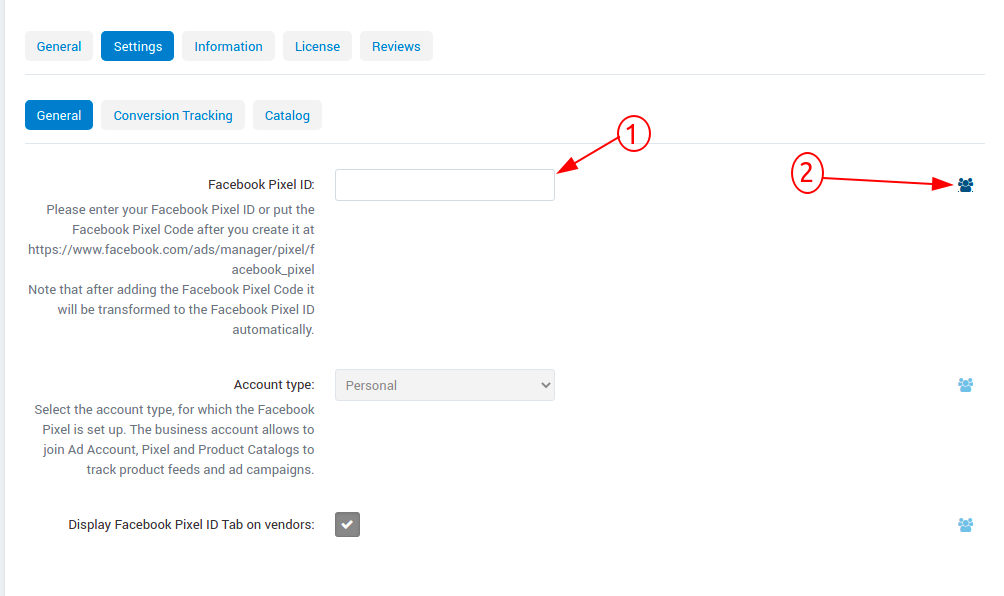 General Settings Information License Reviews
General Conversion Tracking Catalog
1
2
Facebook Pixel ID:
Please enter your Facebook Pixel ID or put the
Facebook Pixel Code after you create it at
https://www.facebook.com/ads/manager/pixel/f
acebook_pixel
Note that after adding the Facebook Pixel Code it
will be transformed to the Facebook Pixel ID
automatically.
Account type: Personal
Select the account type, for which the Facebook
Pixel is set up. The business account allows to
join Ad Account, Pixel and Product Catalogs to
track product feeds and ad campaigns.
Display Facebook Pixel ID Tab on vendors: